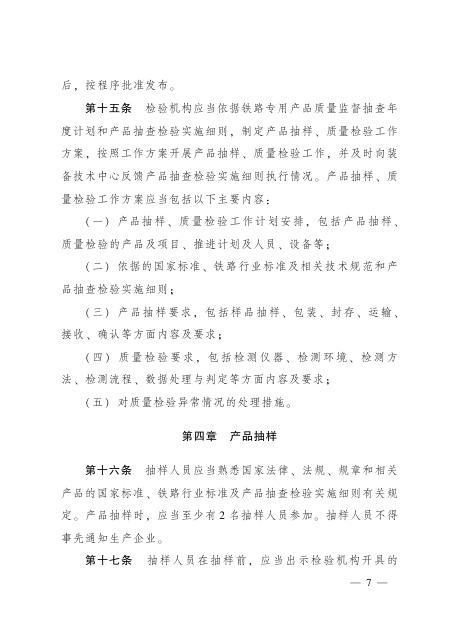 后，按程序批准发布。
第十五条　检验机构应当依据铁路专用产品质量监督抽查年
度计划和产品抽查检验实施细则，制定产品抽样、质量检验工作
方案，按照工作方案开展产品抽样、质量检验工作，并及时向装
备技术中心反馈产品抽查检验实施细则执行情况。产品抽样、质
量检验工作方案应当包括以下主要内容：
（一）产品抽样、质量检验工作计划安排，包括产品抽样、
质量检验的产品及项目、推进计划及人员、设备等；
（二）依据的国家标准、铁路行业标准及相关技术规范和产
品抽查检验实施细则；
（三）产品抽样要求，包括样品抽样、包装、封存、运输、
接收、确认等方面内容及要求；
（四）质量检验要求，包括检测仪器、检测环境、检测方
法、检测流程、数据处理与判定等方面内容及要求；
（五）对质量检验异常情况的处理措施。
第四章　产品抽样
第十六条　抽样人员应当熟悉国家法律、法规、规章和相关
产品的国家标准、铁路行业标准及产品抽查检验实施细则有关规
定。产品抽样时，应当至少有2名抽样人员参加。抽样人员不得
事先通知生产企业。
第十七条　抽样人员在抽样前，应当出示检验机构开具的
— 7 —